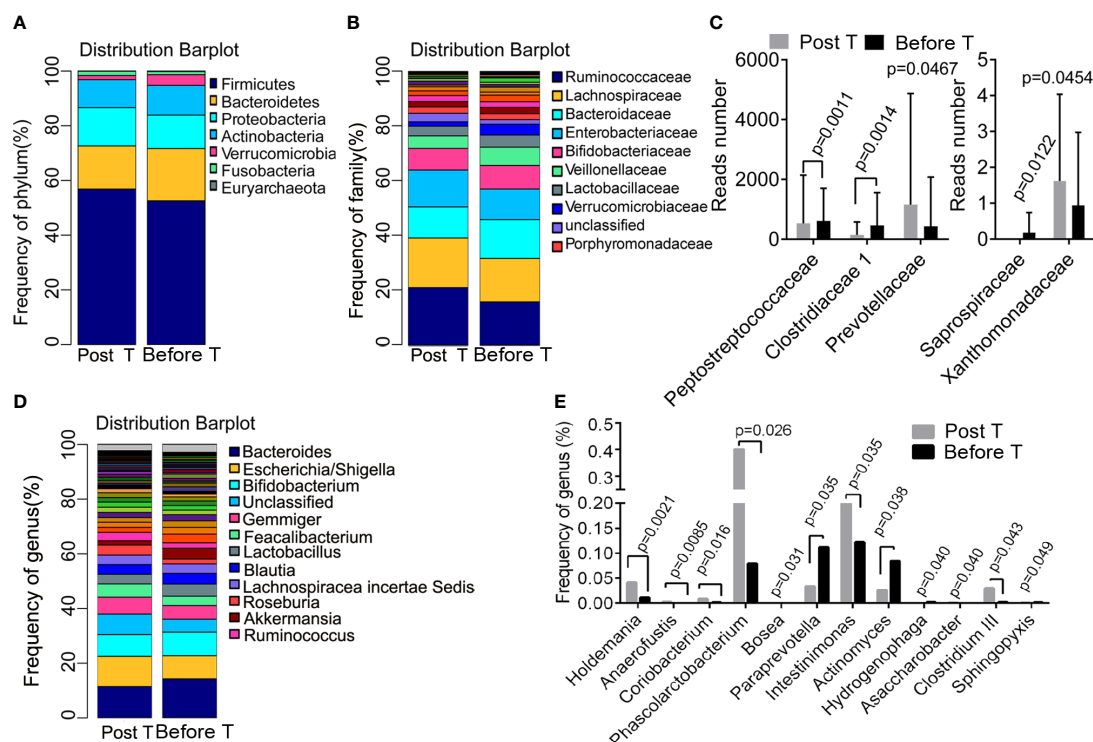 A
Distribution Barplot
Frequency of phylum(%)
0 20 40 60 80 100
Post T Before T
Firmicutes
Bacteroidetes
Proteobacteria
Actinobacteria
Verrucomicrobia
Fusobacteria
Euryarchaeota
B
Distribution Barplot
Frequency of family(%)
0 20 40 60 80 100
Post T Before T
Ruminococcaceae
Lachnospiraceae
Bacteroidaceae
Enterobacteriaceae
Bifidobacteriaceae
Veillonellaceae
Lactobacillaceae
Verrucomicrobiaceae
unclassified
Porphyromonadaceae
C
Post T Before T
Reads number
6000
4000
2000
0
p=0.0011
p=0.0014
p=0.0467
Peptostreptococcaceae
Clostridiaceae 1
Prevotellaceae
Reads number
5
4
3
2
1
0
p=0.0122
p=0.0454
Saprospiraceae
Xanthomonadaceae
D
Distribution Barplot
Frequency of genus(%)
0 20 40 60 80 100
Post T Before T
Bacteroides
Escherichia/Shigella
Bifidobacterium
Unclassified
Gemmiger
Feacalibacterium
Lactobacillus
Blautia
Lachnospiracea incertae Sedis
Roseburia
Akkermansia
Ruminococcus
E
Post T
Before T
Frequency of genus (%)
0.5
0.4
0.3
0.20
0.15
0.10
0.05
0.00
p=0.0021
p=0.0085
p=0.016
p=0.026
p=0.031
p=0.035
p=0.035
p=0.038
p=0.040
p=0.040
p=0.043
p=0.049
Holdemania
Anaerofustis
Coriobacterium
Phascolarctobacterium
Bosea
Paraprevotella
Intestinimonas
Actinomyces
Hydrogenophaga
Asaccharobacter
Clostridium III
Sphingopyxis